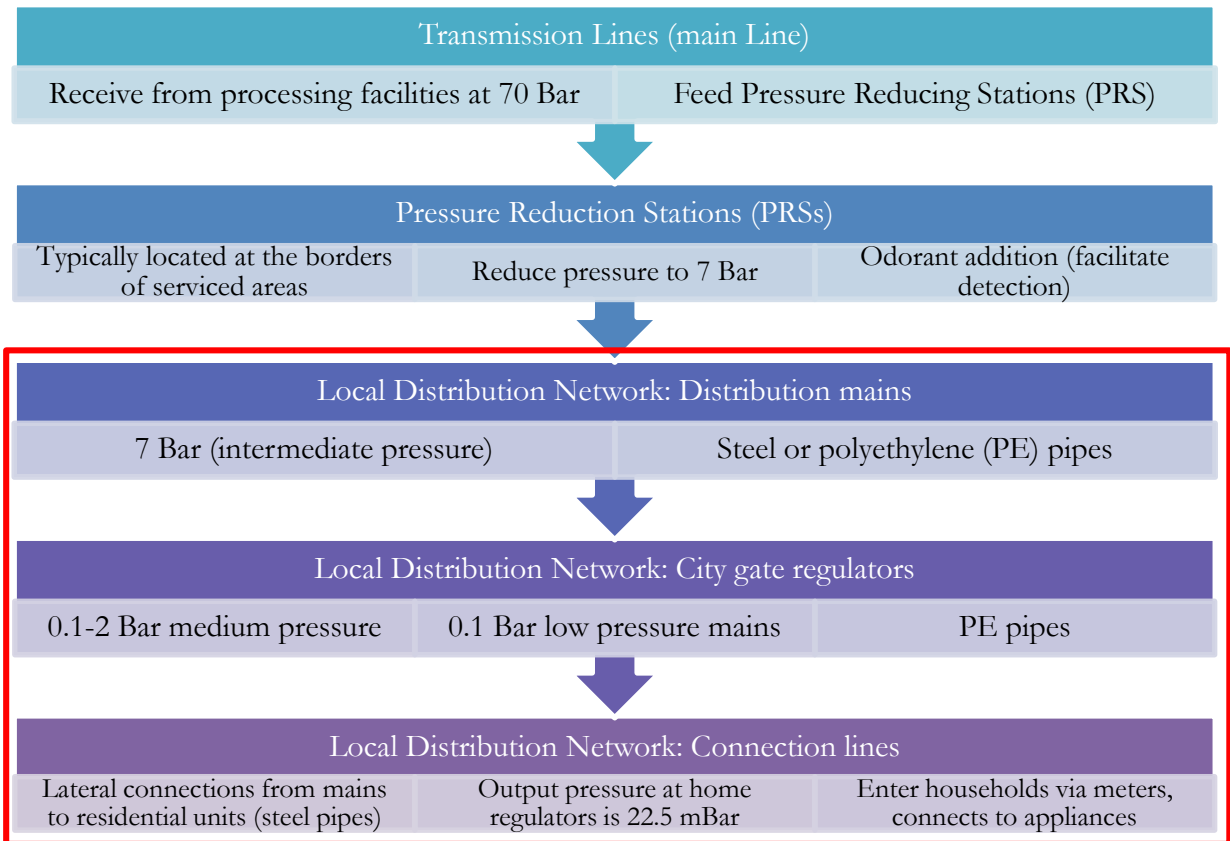 Transmission Lines (main Line)
Receive from processing facilities at 70 Bar
Feed Pressure Reducing Stations (PRS)
Pressure Reduction Stations (PRSs)
Typically located at the borders
of serviced areas
Reduce pressure to 7 Bar
Odorant addition (facilitate
detection)
Local Distribution Network: Distribution mains
7 Bar (intermediate pressure)
Steel or polyethylene (PE) pipes
Local Distribution Network: City gate regulators
0.1-2 Bar medium pressure
0.1 Bar low pressure mains
PE pipes
Local Distribution Network: Connection lines
Lateral connections from mains
to residential units (steel pipes)
Output pressure at home
regulators is 22.5 mBar
Enter households via meters,
connects to appliances